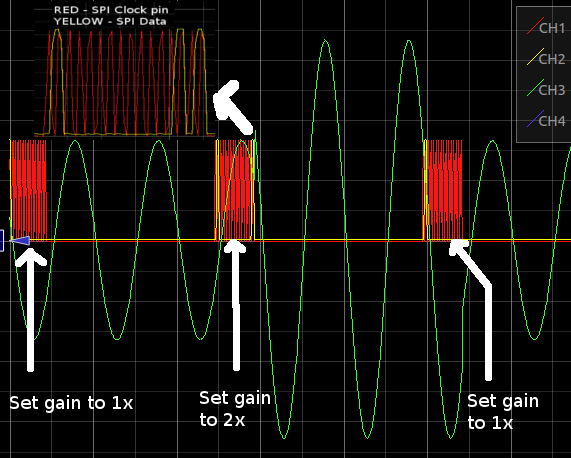 RED - SPI Clock pin
YELLOW - SPI Data
CH1
CH2
CH3
CH4
Set gain to 1x
Set gain
to 2x
Set gain
to 1x